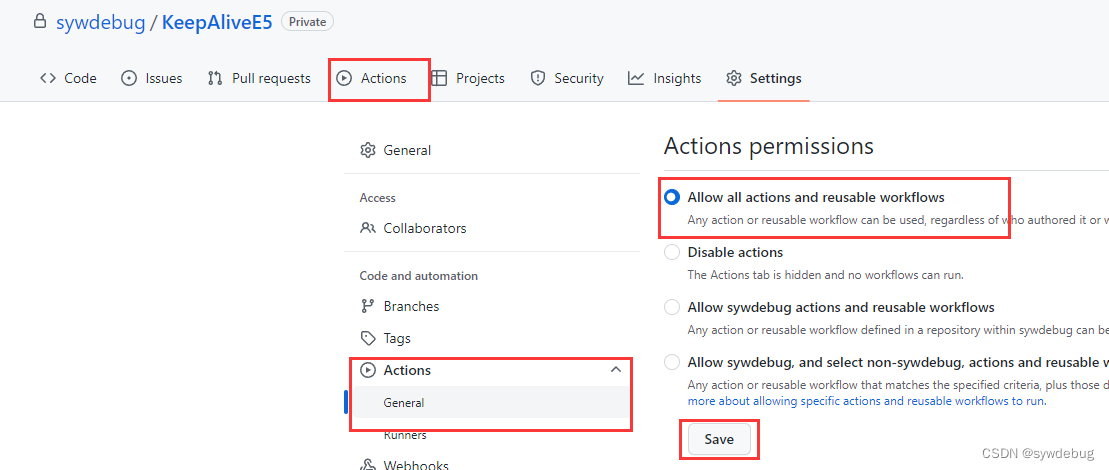 sywdebug / KeepAliveE5 Private
Code Issues Pull requests Actions Projects Security Insights Settings
General
Access
Collaborators
Code and automation
Branches
Tags
Actions
General
Runners
Webhooks
Actions permissions
Allow all actions and reusable workflows
Any action or reusable workflow can be used, regardless of who authored it or
Disable actions
The Actions tab is hidden and no workflows can run.
Allow sywdebug actions and reusable workflows
Any action or reusable workflow defined in a repository within sywdebug can be
Allow sywdebug, and select non-sywdebug, actions and reusable
Any action or reusable workflow that matches the specified criteria, plus those
more about allowing specific actions and reusable workflows to run.
Save
CSDN @sywdebug